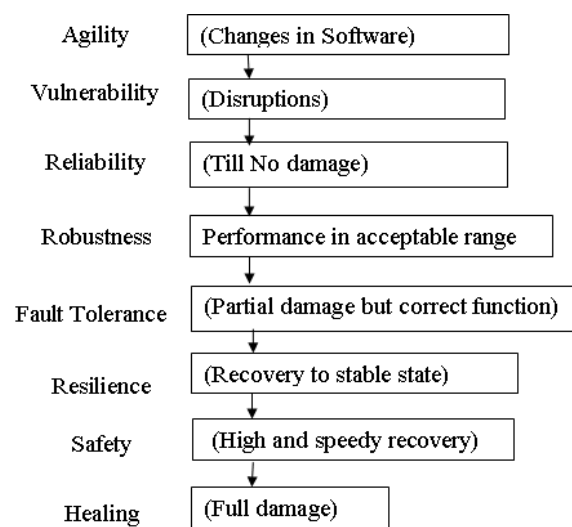 Agility (Changes in Software)
Vulnerability (Disruptions)
Reliability (Till No damage)
Robustness Performance in acceptable range
Fault Tolerance (Partial damage but correct function)
Resilience (Recovery to stable state)
Safety (High and speedy recovery)
Healing (Full damage)